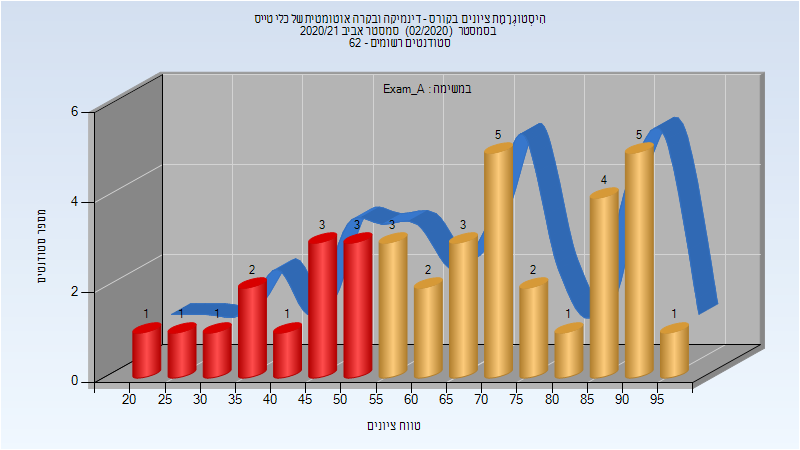 הִיסְטוֹגְרַמַּת ציונים בקורס - דינמיקה ובקרה אוטומטית של כלי טייס
בסמסטר (02/2020) סמסטר אביב 2020/21
סטודנטים רשומים - 62
במשימה : Exam_A
מספר סטודנטים
6
4
2
0
1 1 1 2 1 3 3 3 2 3 5 2 1 4 5 1
20 25 30 35 40 45 50 55 60 65 70 75 80 85 90 95
טווח ציונים